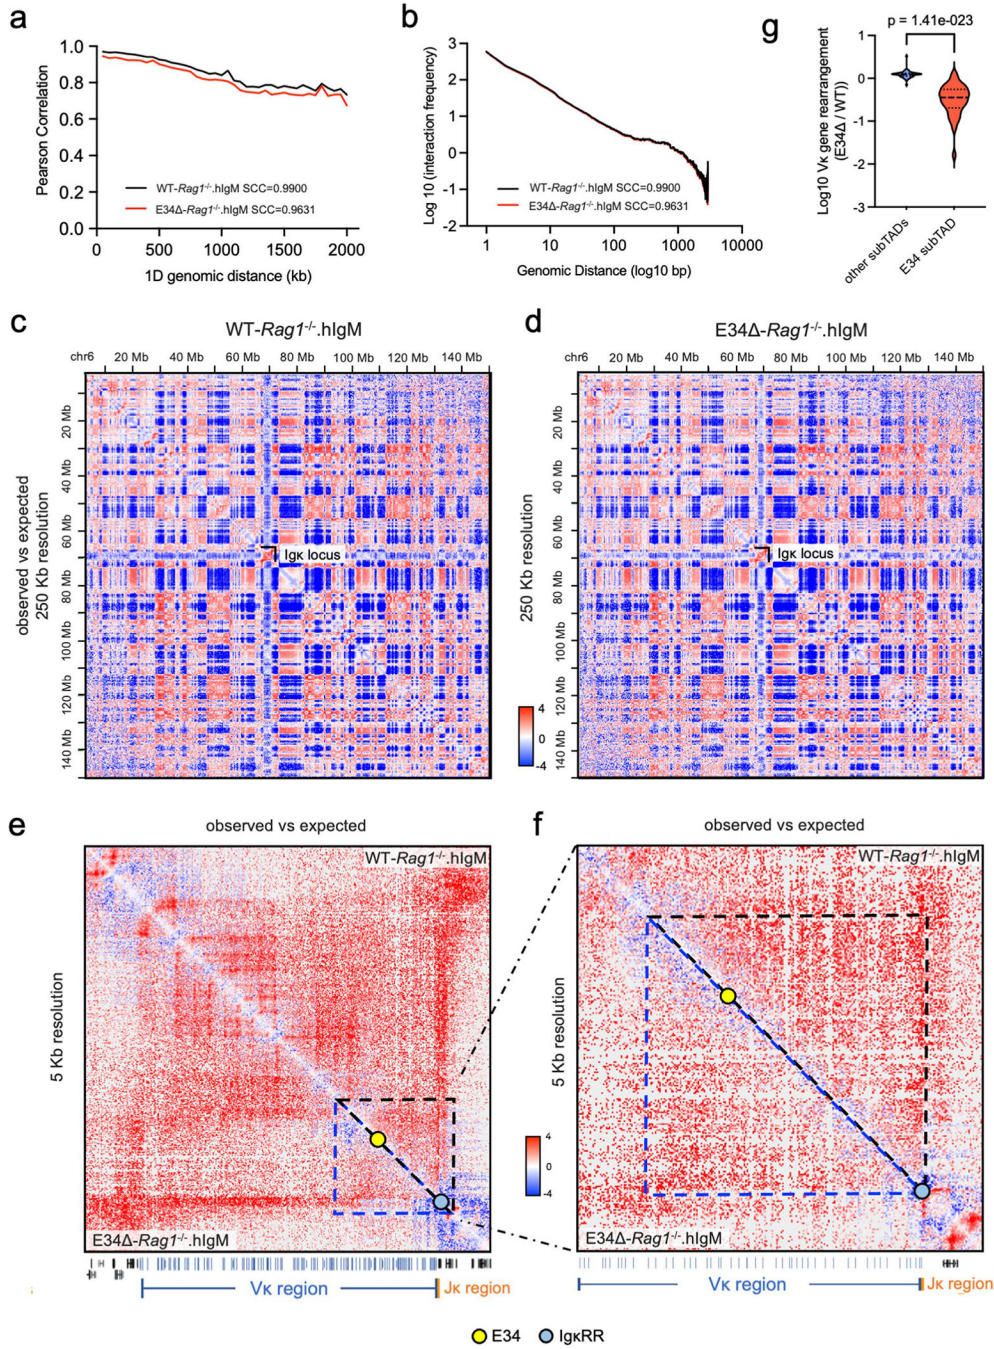 a
Pearson Correlation
1.0
0.8
0.6
0.4
0.2
0.0
WT-Rag1-/-.hIgM SCC=0.9900
E34Δ-Rag1-/-.hIgM SCC=0.9631
0
500
1000
1500
2000
1D genomic distance (kb)
b
Log 10 (interaction frequency)
3
2
1
0
-1
-2
WT-Rag1-/-.hIgM SCC=0.9900
E34Δ-Rag1-/-.hIgM SCC=0.9631
1
10
100
1000
10000
Genomic Distance (log10 bp)
g
p = 1.41e-023
Log10 Vκ gene rearrangement
(E34Δ / WT))
1
0
-1
-2
-3
other subTADs
E34 subTAD
c
WT-Rag1-/-.hIgM
chr6 20 Mb 40 Mb 60 Mb 80 Mb 100 Mb 120 Mb 140 Mb
observed vs expected
250 Kb resolution
20 Mb
40 Mb
60 Mb
80 Mb
100 Mb
120 Mb
140 Mb
Igκ locus
4
0
-4
d
E34Δ-Rag1-/-.hIgM
chr6 20 Mb 40 Mb 60 Mb 80 Mb 100 Mb 120 Mb 140 Mb
250 Kb resolution
20 Mb
40 Mb
60 Mb
80 Mb
100 Mb
120 Mb
140 Mb
Igκ locus
e
observed vs expected
WT-Rag1-/-.hIgM
5 Kb resolution
E34Δ-Rag1-/-.hIgM
Vκ region
Jκ region
4
0
-4
f
observed vs expected
WT-Rag1-/-.hIgM
5 Kb resolution
E34Δ-Rag1-/-.hIgM
Vκ region
Jκ region
E34
IgκRR